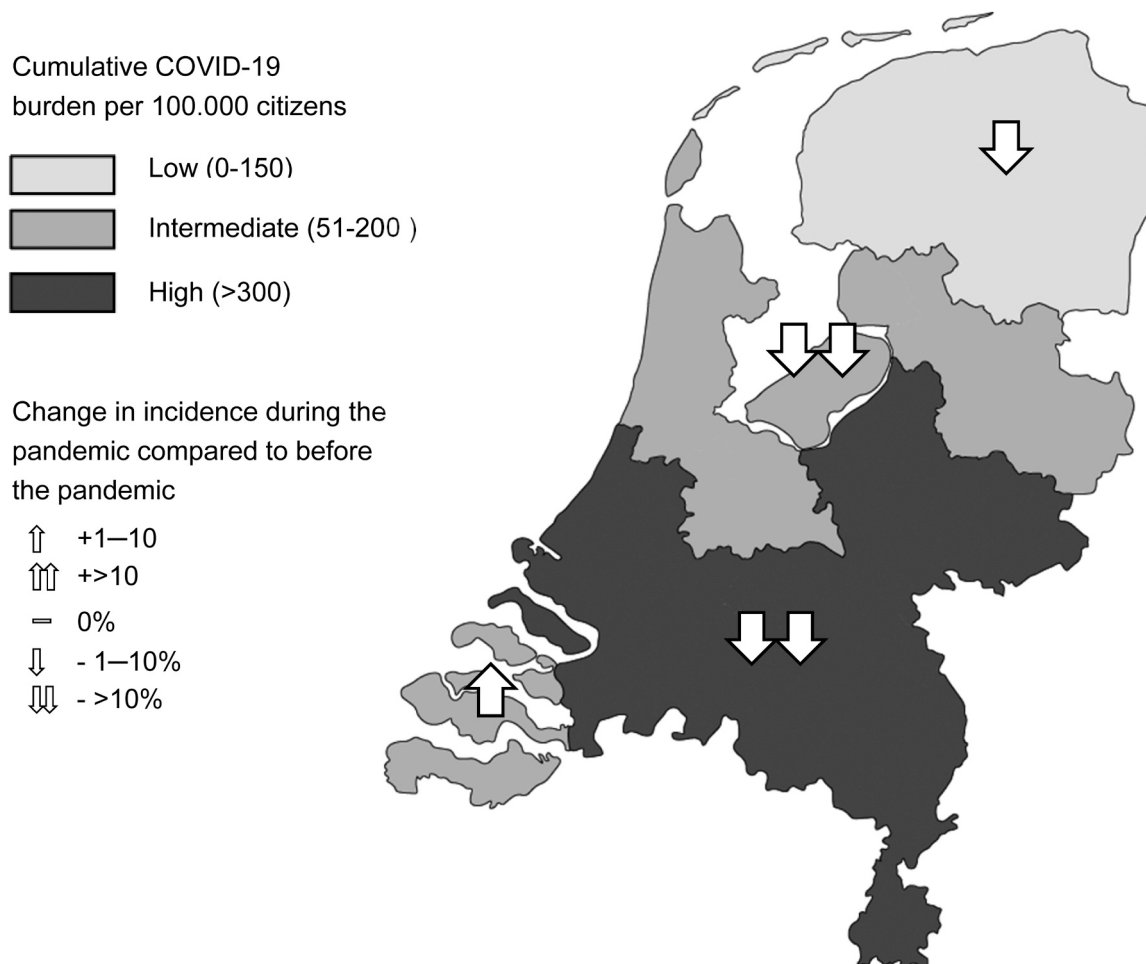 Cumulative COVID-19
burden per 100.000 citizens
Low (0-150)
Intermediate (51-200 )
High (>300)
Change in incidence during the
pandemic compared to before
the pandemic
+1—10
+>10
0%
- 1—10%
- >10%